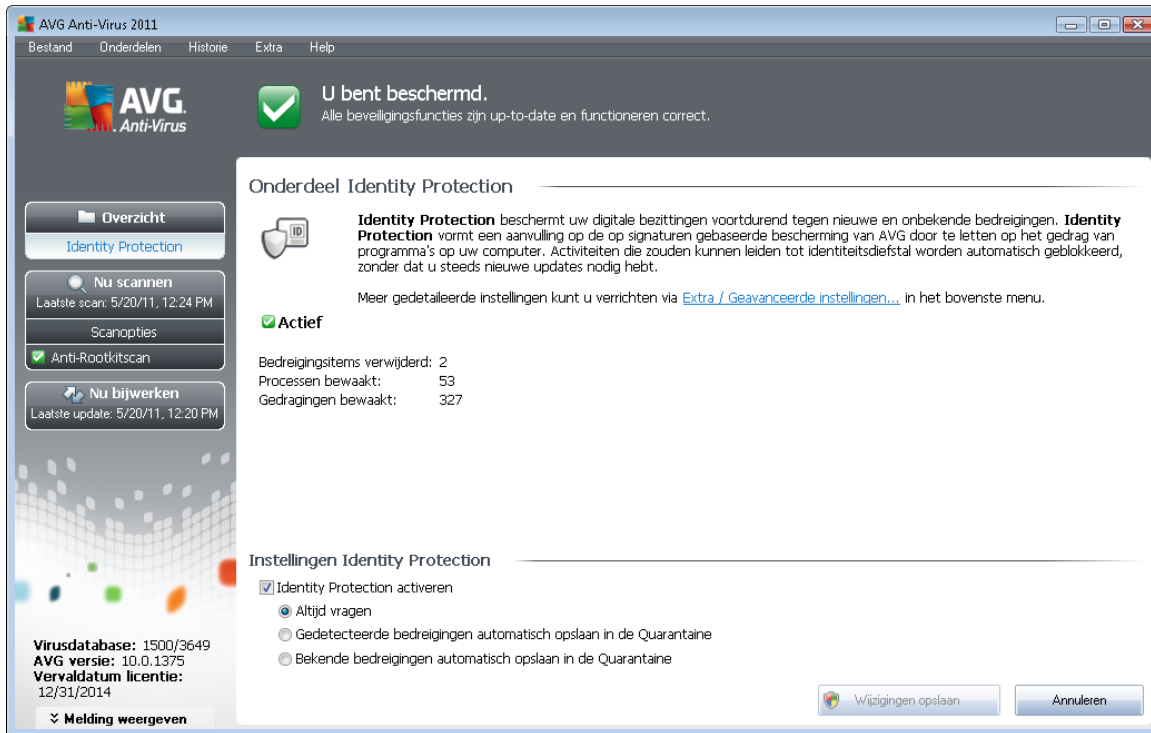 AVG Anti-Virus 2011
Bestand Onderdelen Historie Extra Help
AVG.
Anti-Virus
U bent beschermd.
Alle beveiligingsfuncties zijn up-to-date en functioneren correct.
Overzicht
Identity Protection
Nu scannen
Laatste scan: 5/20/11, 12:24 PM
Scanopties
Anti-Rootkitscan
Nu bijwerken
Laatste update: 5/20/11, 12:20 PM
Virusdatabase: 1500/3649
AVG versie: 10.0.1375
Vervaldatum licentie:
12/31/2014
Melding weergeven
Onderdeel Identity Protection
ID
Identity Protection beschermt uw digitale bezittingen voortdurend tegen nieuwe en onbekende bedreigingen. Identity
Protection vormt een aanvulling op de op signaturen gebaseerde bescherming van AVG door te letten op het gedrag van
programma's op uw computer. Activiteiten die zouden kunnen leiden tot identiteitsdiefstal worden automatisch geblokkeerd,
zonder dat u steeds nieuwe updates nodig hebt.
Meer gedetaileerde instellingen kunt u verrichten via Extra / Geavanceerde instellingen... in het bovenste menu.
Actief
Bedreigingsitems verwijderd: 2
Processen bewaakt: 53
Gedragingen bewaakt: 327
Instellingen Identity Protection
Identity Protection activeren
Altijd vragen
Gedetecteerde bedreigingen automatisch opslaan in de Quarantaine
Bekende bedreigingen automatisch opslaan in de Quarantaine
Wijzigingen opslaan
Annuleren